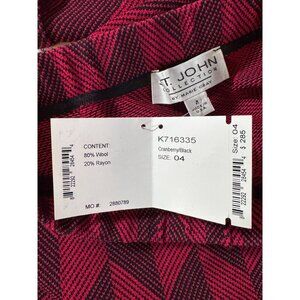 ST. JOHN
COLLECTION
BY MARIE GRAY
CONTENT
80% Wool
20% Rayon
MO #: 2880789
K716335
Cranberry/Black
SIZE: 04
Size: 04
$ 285